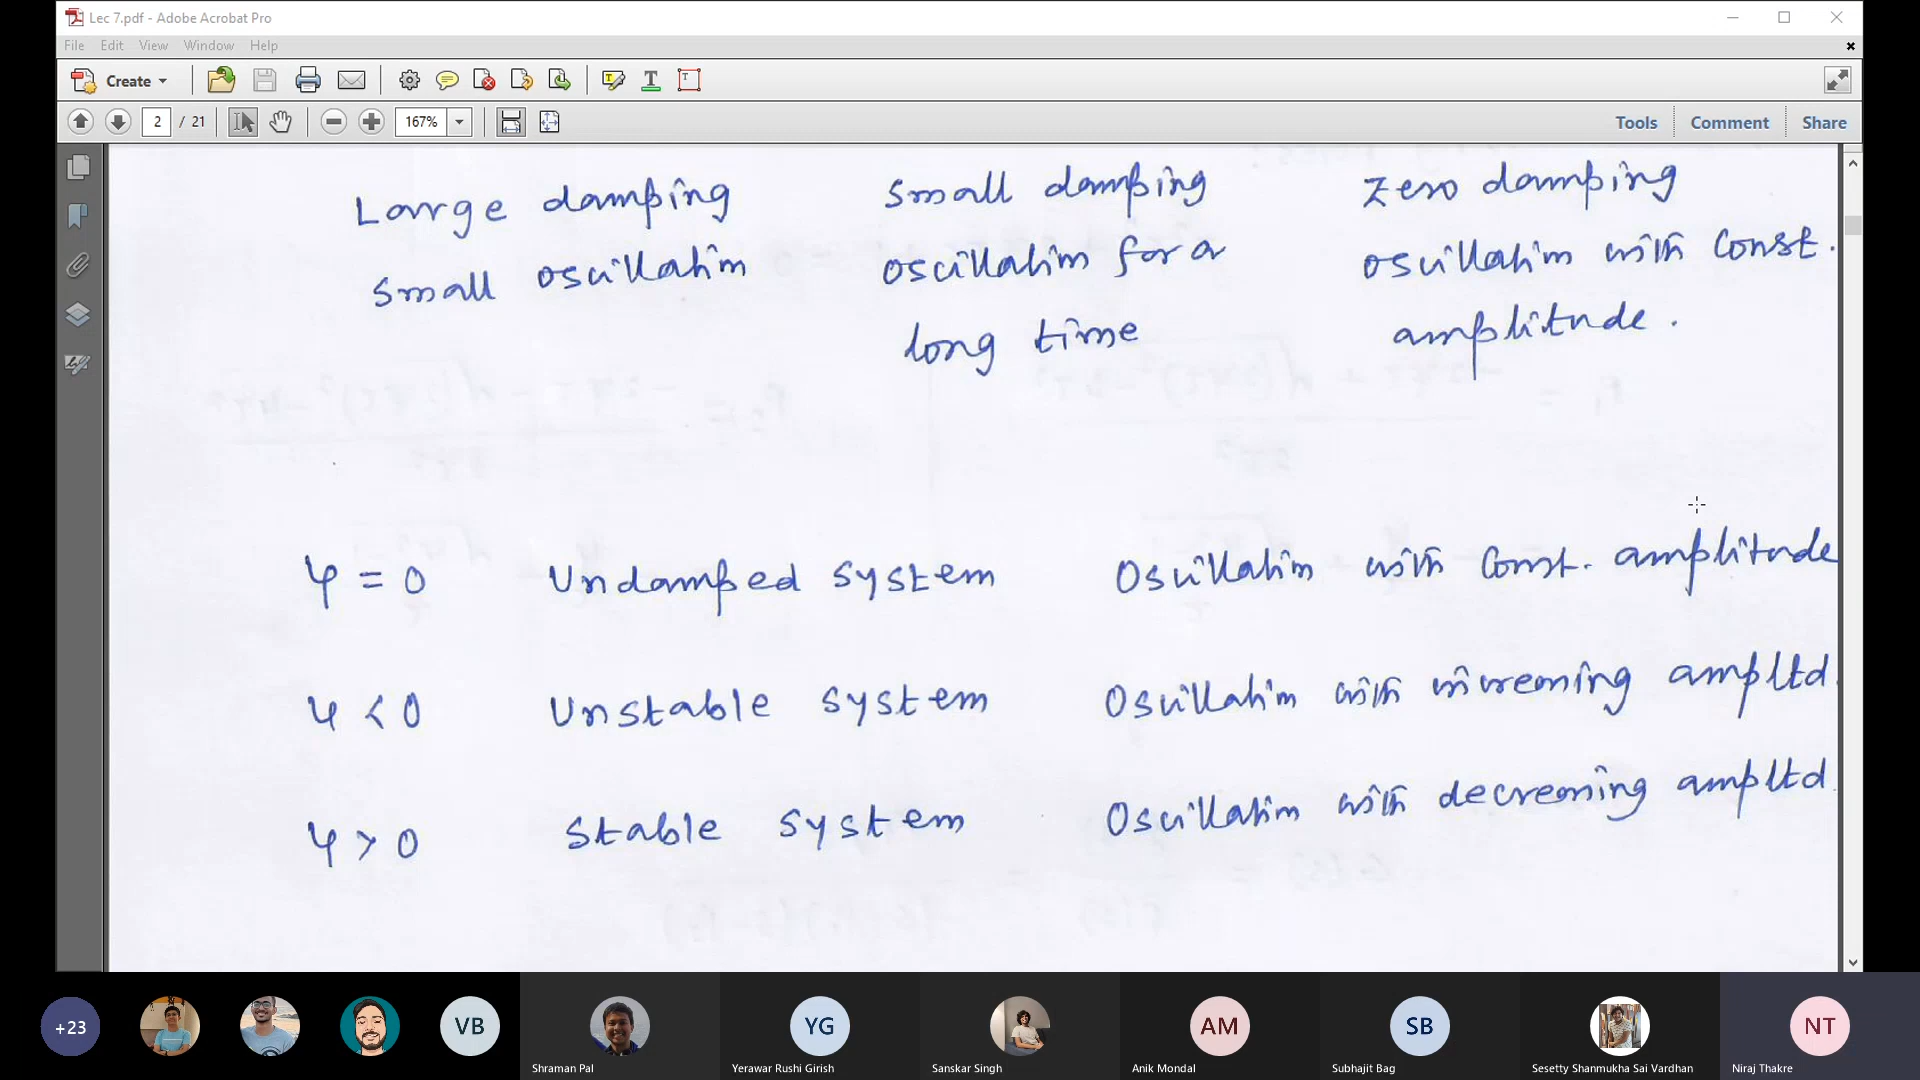 Lec 7.pdf - Adobe Acrobat Pro
File Edit View Window Help
Create
2 / 21 167% Tools Comment Share
Large damping
small oscillation
small damping
oscillation for a
long time
Zero damping
oscillation with const.
amplitude.
ψ = 0 Undamped system Oscillation with Const. amplitude
ψ < 0 Unstable system Oscillation with increasing ampltd.
ψ > 0 Stable system Oscillation with decreasing ampltd.
+23 VB YG AM SB NT
Shraman Pal Yerawar Rushi Girish Sanskar Singh Anik Mondal Subhajit Bag Sesetty Shanmukha Sai Vardhan Niraj Thakre